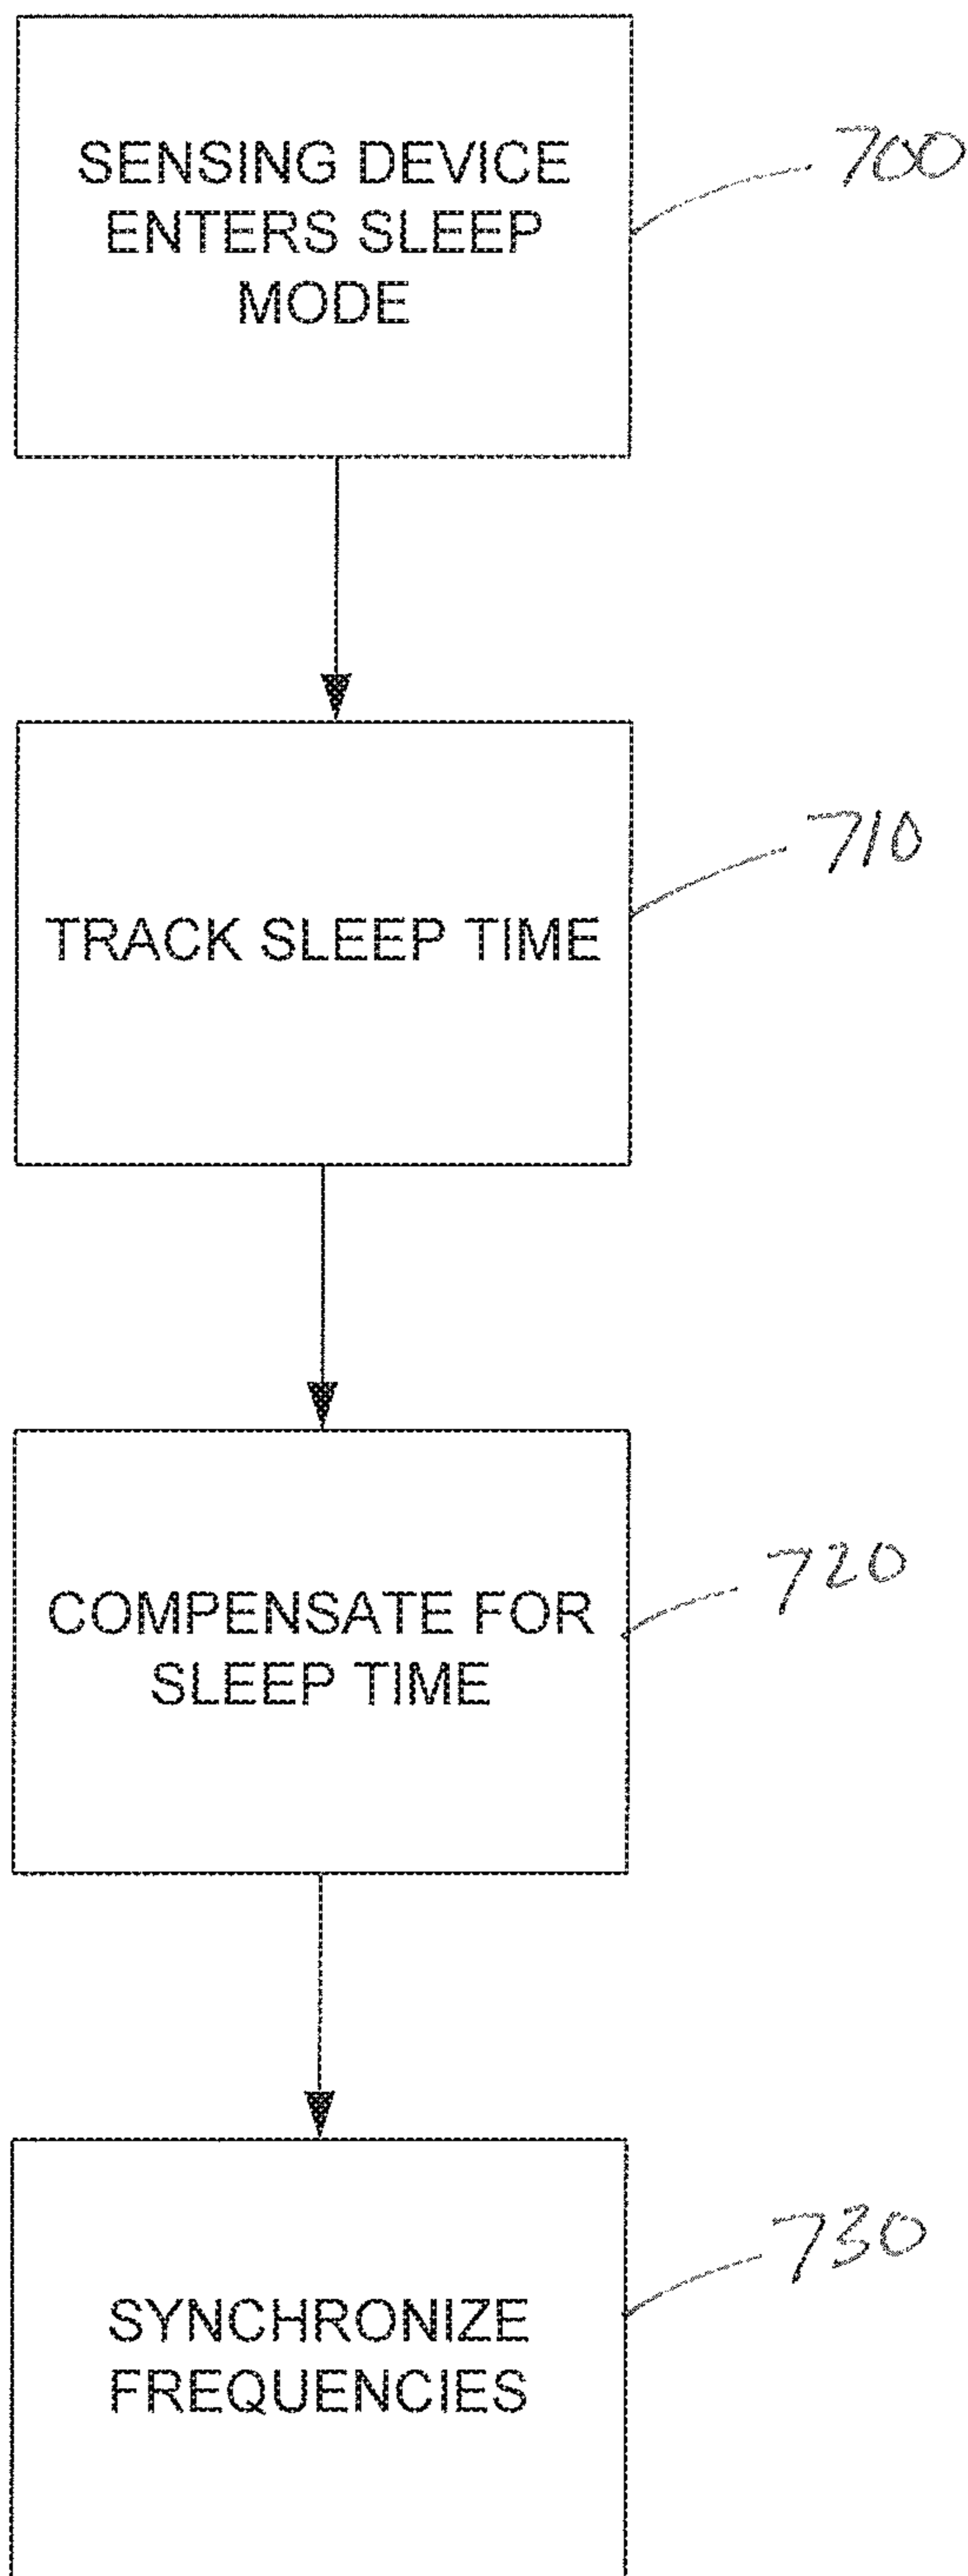 SENSING DEVICE
ENTERS SLEEP
MODE
700
TRACK SLEEP TIME
710
COMPENSATE FOR
SLEEP TIME
720
SYNCHRONIZE
FREQUENCIES
730